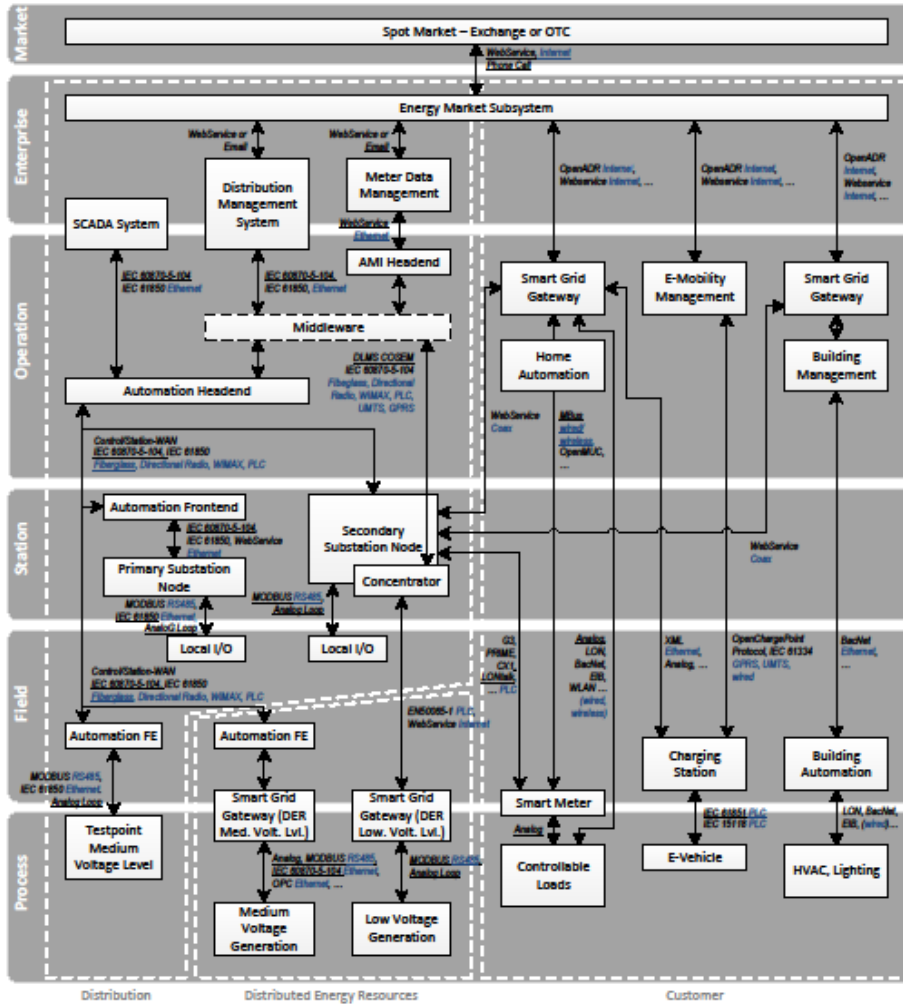 Market
Spot Market – Exchange or OTC
WebService, Internet
Phone Call
Enterprise
Energy Market Subsystem
WebService or
Email
WebService or
Email
OpenADR Internet,
Webservice Internet, ...
OpenADR Internet,
Webservice Internet, ...
OpenADR
Internet,
Webservice
Internet, ...
Distribution
Management
System
Meter Data
Management
SCADA System
WebService
Ethernet
Operation
AMI Headend
IEC 60870-5-104,
IEC 61850 Ethernet
IEC 60870-5-104,
IEC 61850, Ethernet
Smart Grid
Gateway
E-Mobility
Management
Smart Grid
Gateway
Middleware
DLMS COSEM
IEC 60870-5-104
Fiberglass, Directional
Radio, WiMAX, PLC,
UMTS, GPRS
Home
Automation
Building
Management
Automation Headend
WebService
Coax
MBus
wired/
wireless,
OpenMUC,
...
Control/Station-WAN
IEC 60870-5-104, IEC 61850
Fiberglass, Directional Radio, WiMAX, PLC
Station
Automation Frontend
IEC 60870-5-104,
IEC 61850, WebService
Ethernet
Secondary
Substation Node
Primary Substation
Node
Concentrator
WebService
Coax
MODBUS RS485,
IEC 61850 Ethernet,
AnaloG Loop
MODBUS RS485,
Analog Loop
Field
Local I/O
Local I/O
G3,
PRIME,
CX1,
LONtalk,
... PLC
Analog,
LON,
BacNet,
EIB,
WLAN ...
(wired,
wireless)
XML
Ethernet,
Analog, ...
OpenChargePoint
Protocol, IEC 61334
GPRS, UMTS,
wired
BacNet
Ethernet,
...
Control/Station-WAN
IEC 60870-5-104, IEC 61850
Fiberglass, Directional Radio, WiMAX, PLC
EN50065-1 PLC,
WebService Internet
Automation FE
Automation FE
Charging
Station
Building
Automation
MODBUS RS485,
IEC 61850 Ethernet
Analog Loop
Smart Grid
Gateway (DER
Med. Volt. Lvl.)
Smart Grid
Gateway (DER
Low. Volt. Lvl.)
Smart Meter
Process
Testpoint
Medium
Voltage Level
Analog
IEC 61851 PLC
IEC 15118 PLC
LON, BacNet,
EIB, (wired)...
Analog, MODBUS RS485,
IEC 60870-5-104 Ethernet,
OPC Ethernet, ...
MODBUS RS485,
Analog Loop
Controllable
Loads
E-Vehicle
HVAC, Lighting
Medium
Voltage
Generation
Low Voltage
Generation
Distribution
Distributed Energy Resources
Customer